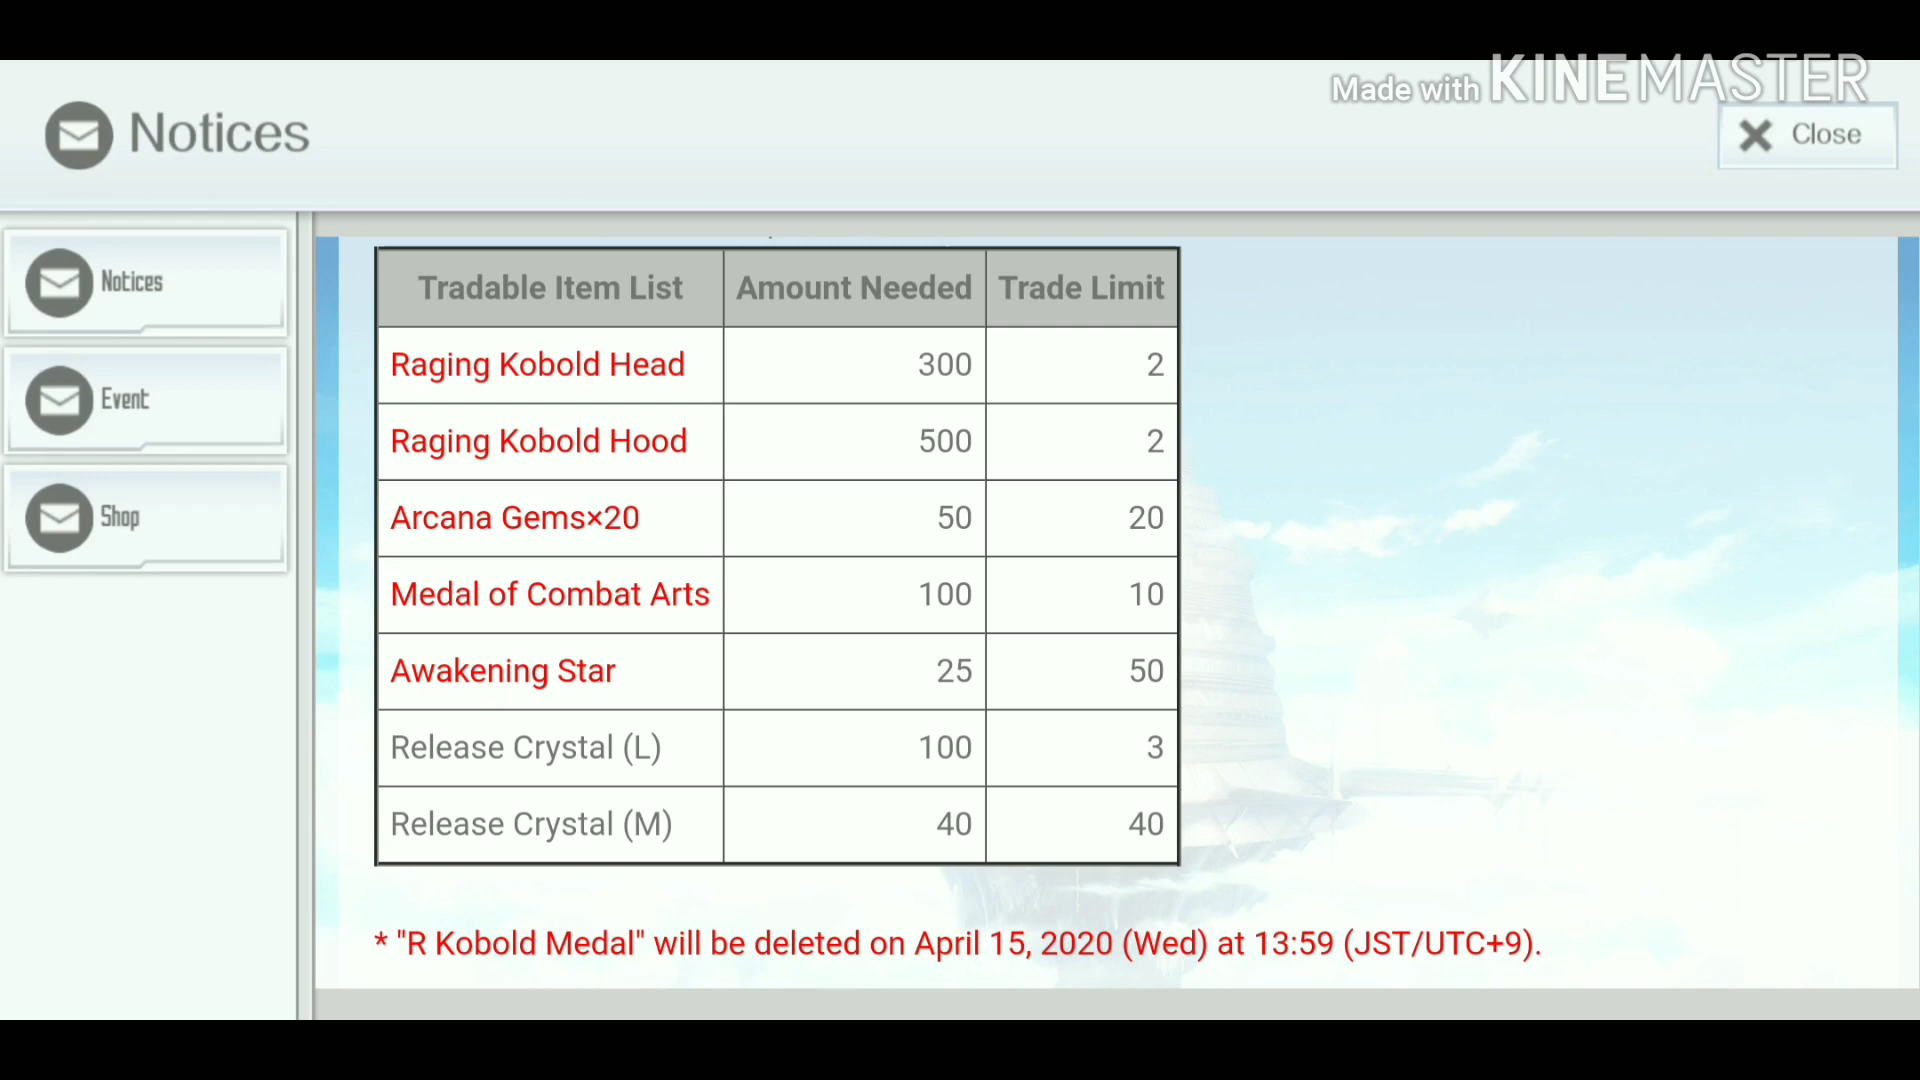 Made with KINEMASTER
Notices
Close
Notices
Event
Shop
Tradable Item List Amount Needed Trade Limit
Raging Kobold Head 300 2
Raging Kobold Hood 500 2
Arcana Gems×20 50 20
Medal of Combat Arts 100 10
Awakening Star 25 50
Release Crystal (L) 100 3
Release Crystal (M) 40 40
* "R Kobold Medal" will be deleted on April 15, 2020 (Wed) at 13:59 (JST/UTC+9).